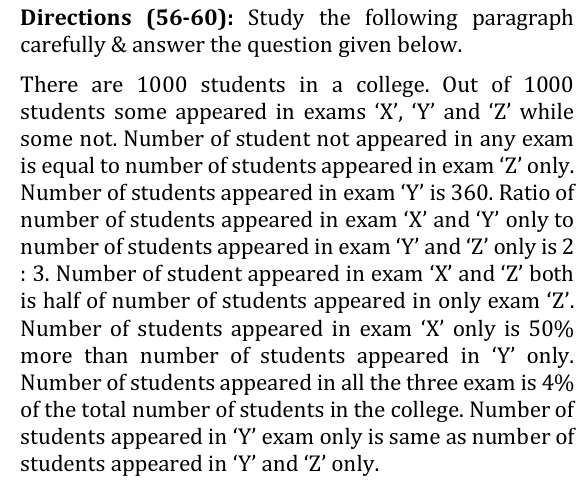 Directions (56-60): Study the following paragraph
carefully & answer the question given below.
There are 1000 students in a college. Out of 1000
students some appeared in exams ‘X’, ‘Y’ and ‘Z’ while
some not. Number of student not appeared in any exam
is equal to number of students appeared in exam ‘Z’ only.
Number of students appeared in exam ‘Y’ is 360. Ratio of
number of students appeared in exam ‘X’ and ‘Y’ only to
number of students appeared in exam ‘Y’ and ‘Z’ only is 2
: 3. Number of student appeared in exam ‘X’ and ‘Z’ both
is half of number of students appeared in only exam ‘Z’.
Number of students appeared in exam ‘X’ only is 50%
more than number of students appeared in ‘Y’ only.
Number of students appeared in all the three exam is 4%
of the total number of students in the college. Number of
students appeared in ‘Y’ exam only is same as number of
students appeared in ‘Y’ and ‘Z’ only.